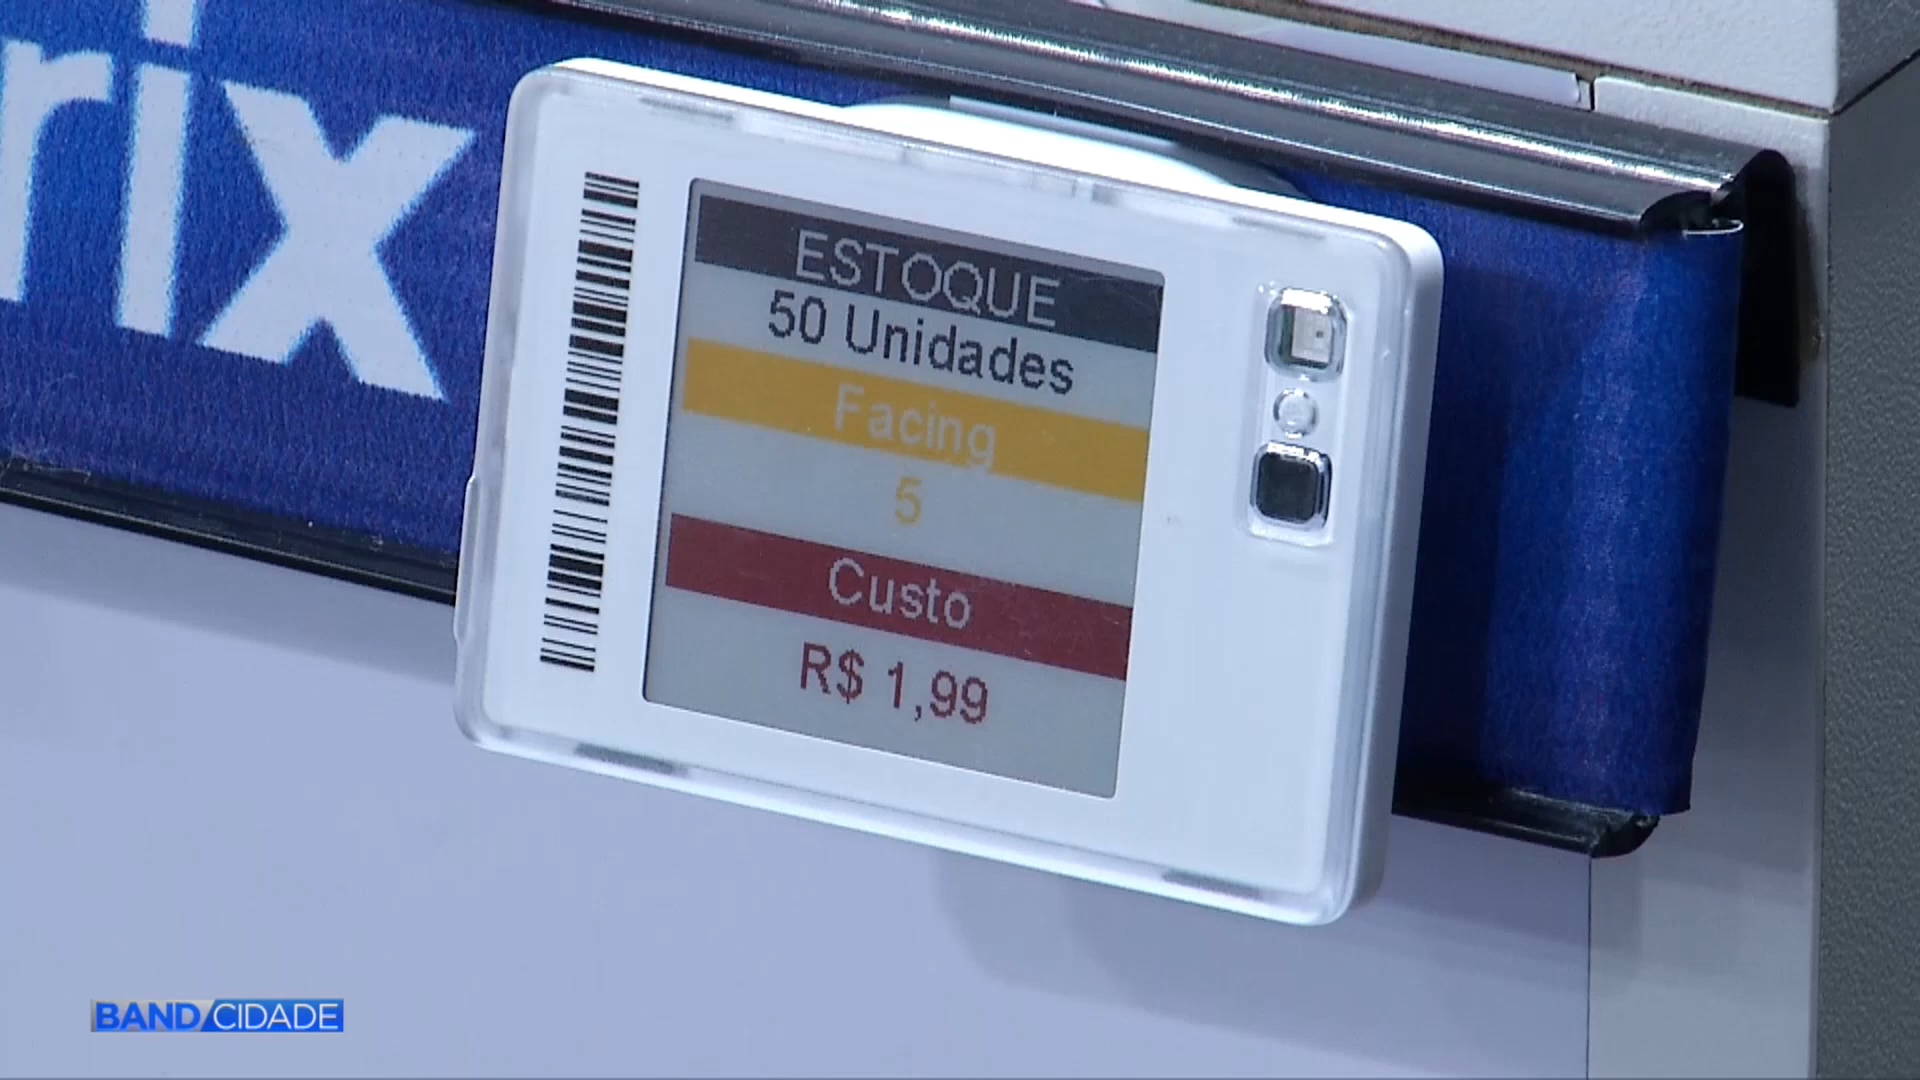 rix
ESTOQUE
50 Unidades
Facing
5
Custo
R$ 1,99
BAND/CIDADE